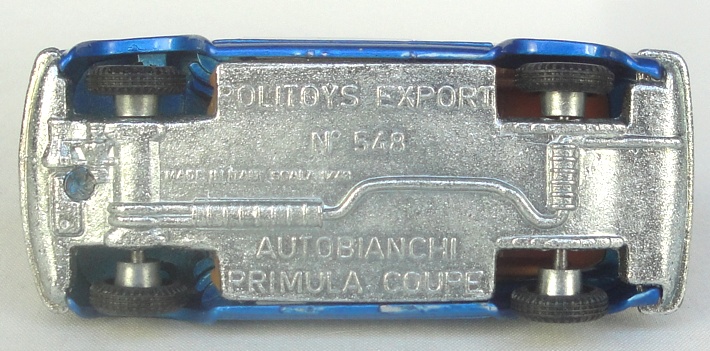 POLITOYS EXPORT
Nº 548
MADE IN ITALY SCALA 1/43
AUTOBIANCHI
PRIMULA COUPE